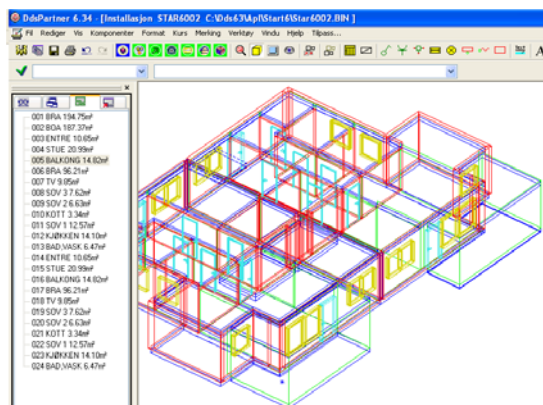 DdsPartner 6.34 - [Installasjon STAR6002 C:\Dds63\Apl\Start6\Star6002.BIN ]
Fil Rediger Vis Komponenter Format Kurs Merking Verktøy Vindu Hjelp Tilpass...
001 BRA 194.75m²
002 BOA 187.37m²
003 ENTRE 10.65m²
004 STUE 20.99m²
005 BALKONG 14.82m²
006 BRA 96.21m²
007 TV 9.85m²
008 SOV 3 7.62m²
009 SOV 2 6.63m²
010 KOTT 3.34m²
011 SOV 1 12.57m²
012 KJØKKEN 14.10m²
013 BAD,VASK 6.47m²
014 ENTRE 10.65m²
015 STUE 20.99m²
016 BALKONG 14.82m²
017 BRA 96.21m²
018 TV 9.85m²
019 SOV 3 7.62m²
020 SOV 2 6.63m²
021 KOTT 3.34m²
022 SOV 1 12.57m²
023 KJØKKEN 14.10m²
024 BAD,VASK 6.47m²